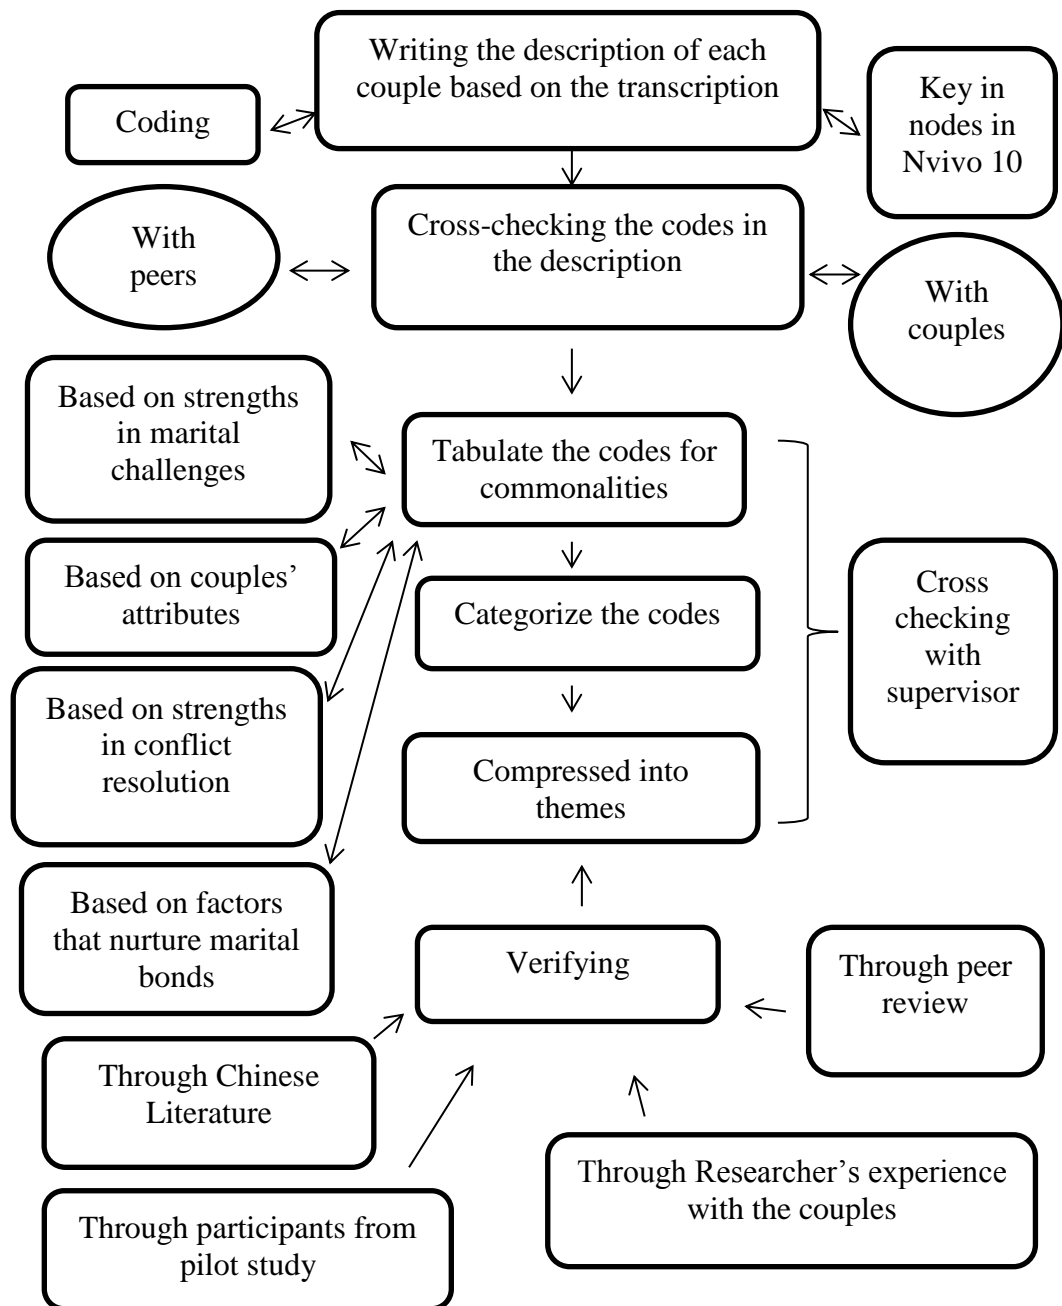 Writing the description of each
couple based on the transcription
Coding
Key in
nodes in
Nvivo 10
With
peers
Cross-checking the codes in
the description
With
couples
Based on strengths
in marital
challenges
Tabulate the codes for
commonalities
Based on couples’
attributes
Categorize the codes
Cross
checking
with
supervisor
Based on strengths
in conflict
resolution
Compressed into
themes
Based on factors
that nurture marital
bonds
Verifying
Through peer
review
Through Chinese
Literature
Through Researcher’s experience
with the couples
Through participants from
pilot study